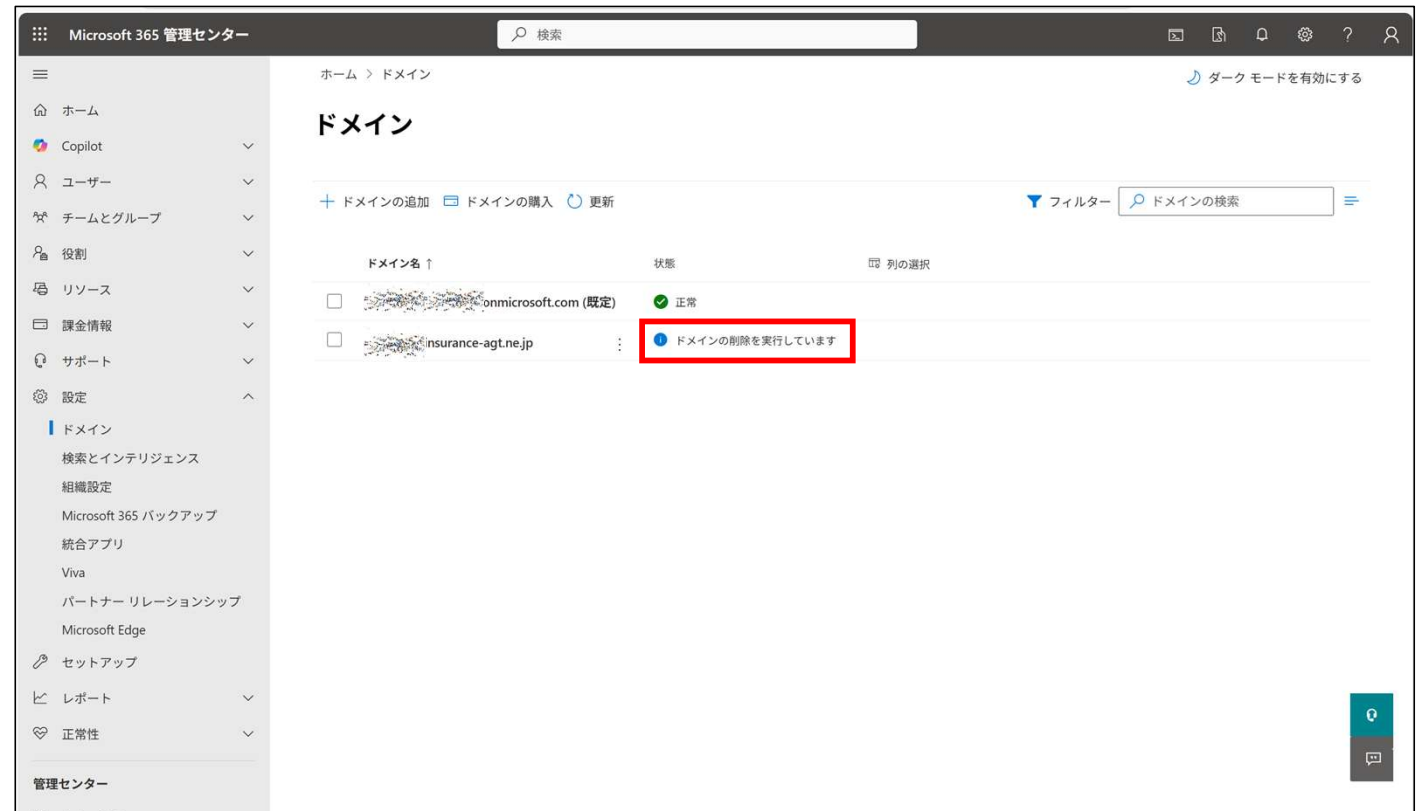 Microsoft 365 管理センター
検索
ホーム > ドメイン
ダーク モードを有効にする
ホーム
Copilot
ユーザー
チームとグループ
役割
リソース
課金情報
サポート
設定
ドメイン
検索とインテリジェンス
組織設定
Microsoft 365 バックアップ
統合アプリ
Viva
パートナー リレーションシップ
Microsoft Edge
セットアップ
レポート
正常性
管理センター
ドメイン
ドメインの追加 ドメインの購入 更新
フィルター ドメインの検索
ドメイン名 ↑ 状態 列の選択
onmicrosoft.com (既定) 正常
nsurance-agt.ne.jp ドメインの削除を実行しています